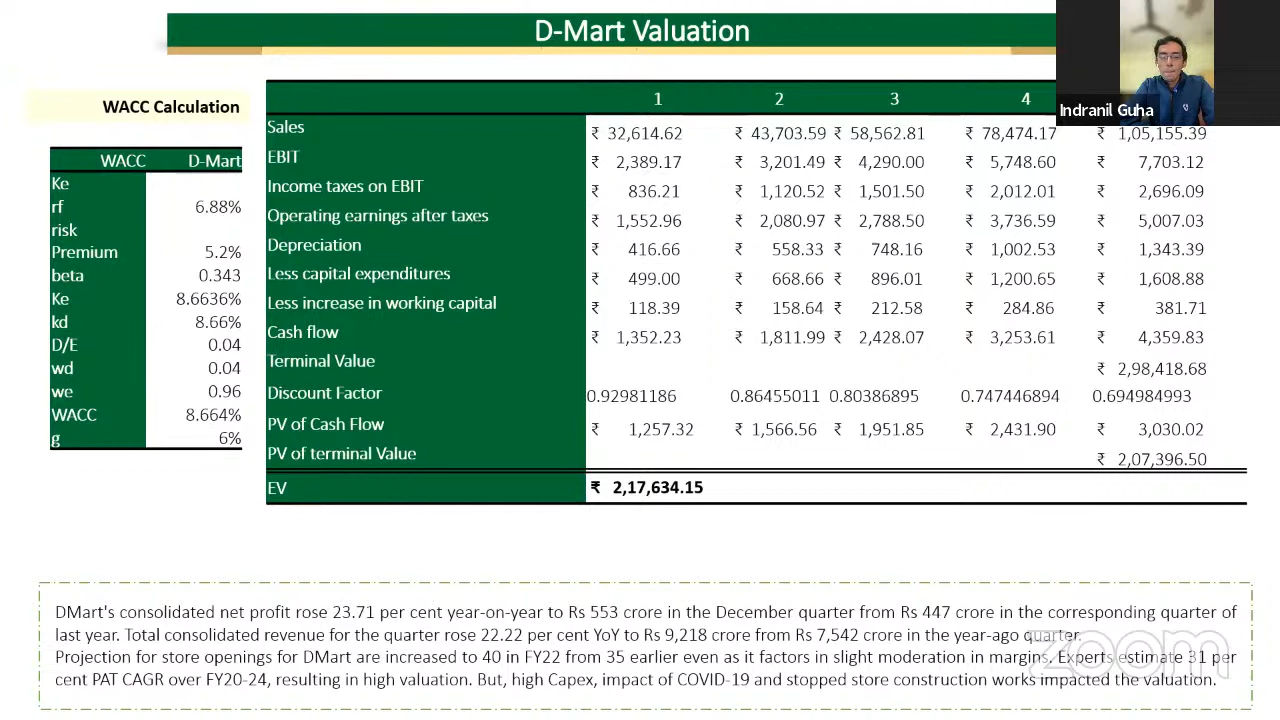 D-Mart Valuation
Indranil Guha
WACC Calculation
WACC D-Mart
Ke
rf 6.88%
risk
Premium 5.2%
beta 0.343
Ke 8.6636%
kd 8.66%
D/E 0.04
wd 0.04
we 0.96
WACC 8.664%
g 6%
1 2 3 4
Sales ₹ 32,614.62 ₹ 43,703.59 ₹ 58,562.81 ₹ 78,474.17 ₹ 1,05,155.39
EBIT ₹ 2,389.17 ₹ 3,201.49 ₹ 4,290.00 ₹ 5,748.60 ₹ 7,703.12
Income taxes on EBIT ₹ 836.21 ₹ 1,120.52 ₹ 1,501.50 ₹ 2,012.01 ₹ 2,696.09
Operating earnings after taxes ₹ 1,552.96 ₹ 2,080.97 ₹ 2,788.50 ₹ 3,736.59 ₹ 5,007.03
Depreciation ₹ 416.66 ₹ 558.33 ₹ 748.16 ₹ 1,002.53 ₹ 1,343.39
Less capital expenditures ₹ 499.00 ₹ 668.66 ₹ 896.01 ₹ 1,200.65 ₹ 1,608.88
Less increase in working capital ₹ 118.39 ₹ 158.64 ₹ 212.58 ₹ 284.86 ₹ 381.71
Cash flow ₹ 1,352.23 ₹ 1,811.99 ₹ 2,428.07 ₹ 3,253.61 ₹ 4,359.83
Terminal Value ₹ 2,98,418.68
Discount Factor 0.92981186 0.86455011 0.80386895 0.747446894 0.694984993
PV of Cash Flow ₹ 1,257.32 ₹ 1,566.56 ₹ 1,951.85 ₹ 2,431.90 ₹ 3,030.02
PV of terminal Value ₹ 2,07,396.50
EV ₹ 2,17,634.15
DMart's consolidated net profit rose 23.71 per cent year-on-year to Rs 553 crore in the December quarter from Rs 447 crore in the corresponding quarter of
last year. Total consolidated revenue for the quarter rose 22.22 per cent YoY to Rs 9,218 crore from Rs 7,542 crore in the year-ago quarter.
Projection for store openings for DMart are increased to 40 in FY22 from 35 earlier even as it factors in slight moderation in margins. Expert estimate 31 per
cent PAT CAGR over FY20-24, resulting in high valuation. But, high Capex, impact of COVID-19 and stopped store construction works impacted the valuation.
zoom